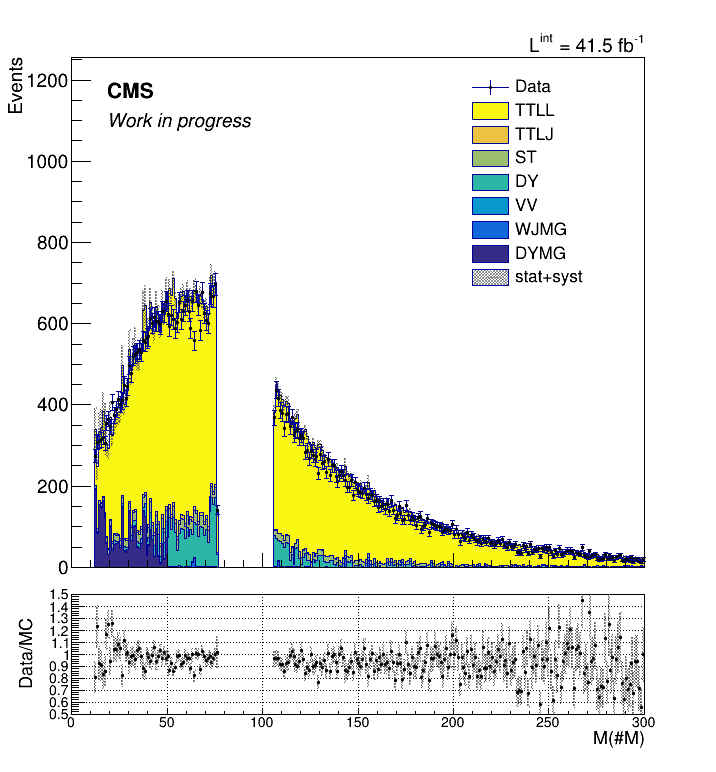 L^int = 41.5 fb^-1
Events
1200
1000
800
600
400
200
0
CMS
Work in progress
Data
TTLL
TTLJ
ST
DY
VV
WJMG
DYMG
stat+syst
Data/MC
1.5
1.4
1.3
1.2
1.1
1
0.9
0.8
0.7
0.6
0.5
0 50 100 150 200 250 300
M(#M)